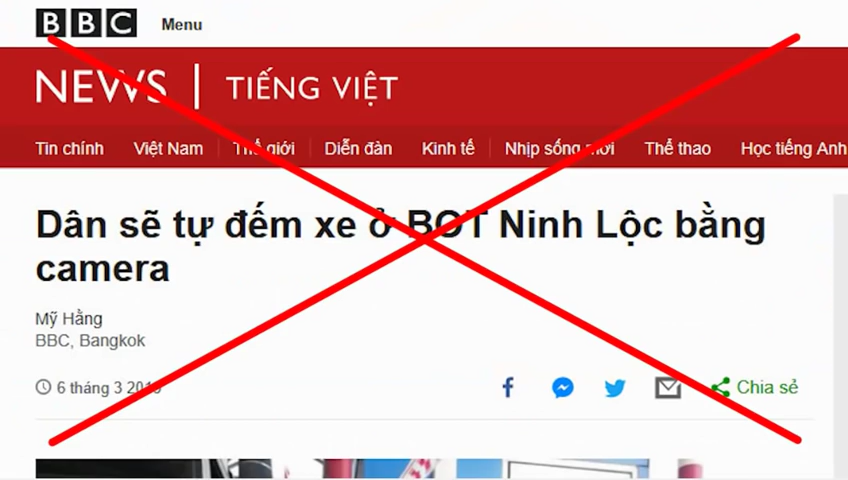 BBC Menu
NEWS | TIẾNG VIỆT
Tin chính Việt Nam Thế giới Diễn đàn Kinh tế Nhịp sống mới Thể thao Học tiếng Anh
Dân sẽ tự đếm xe ở BOT Ninh Lộc bằng
camera
Mỹ Hằng
BBC, Bangkok
6 tháng 3 2019
Chia sẻ